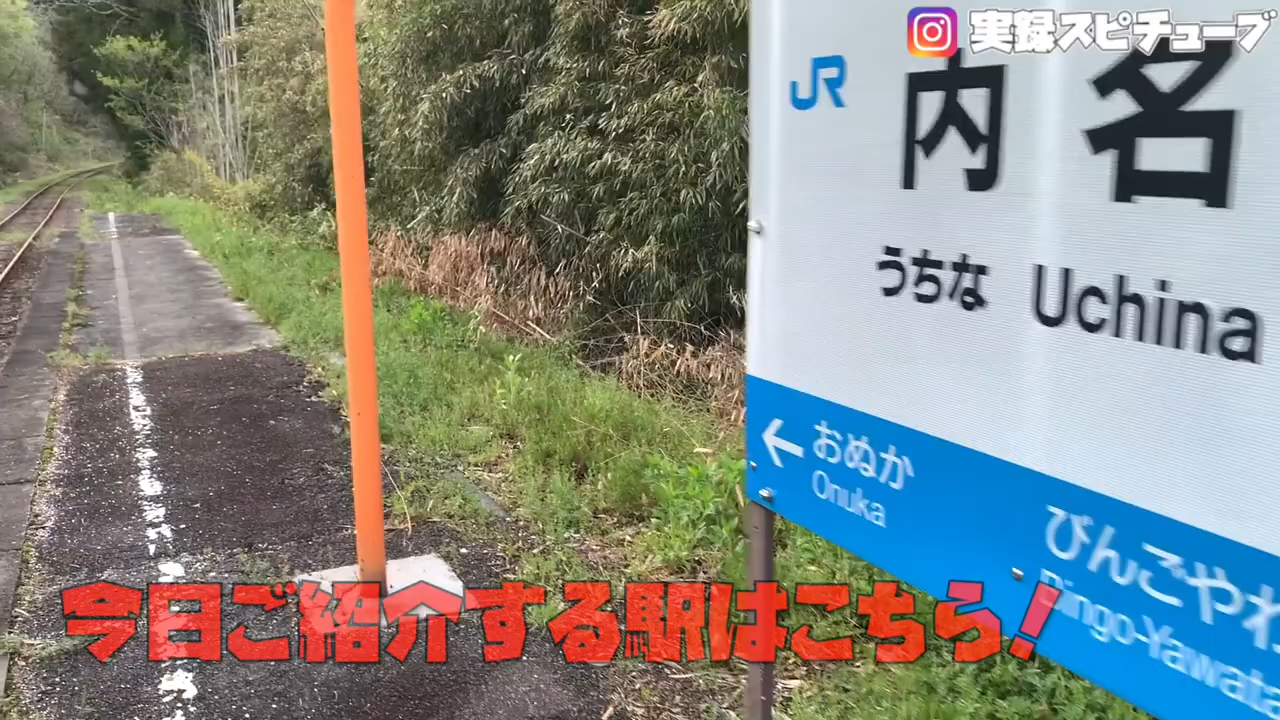 実録スピチューブ
JR
内名
うちな Uchina
← おぬか
Onuka
びんごやわ
Bingo-Yawata
今日ご紹介する駅はこちら!